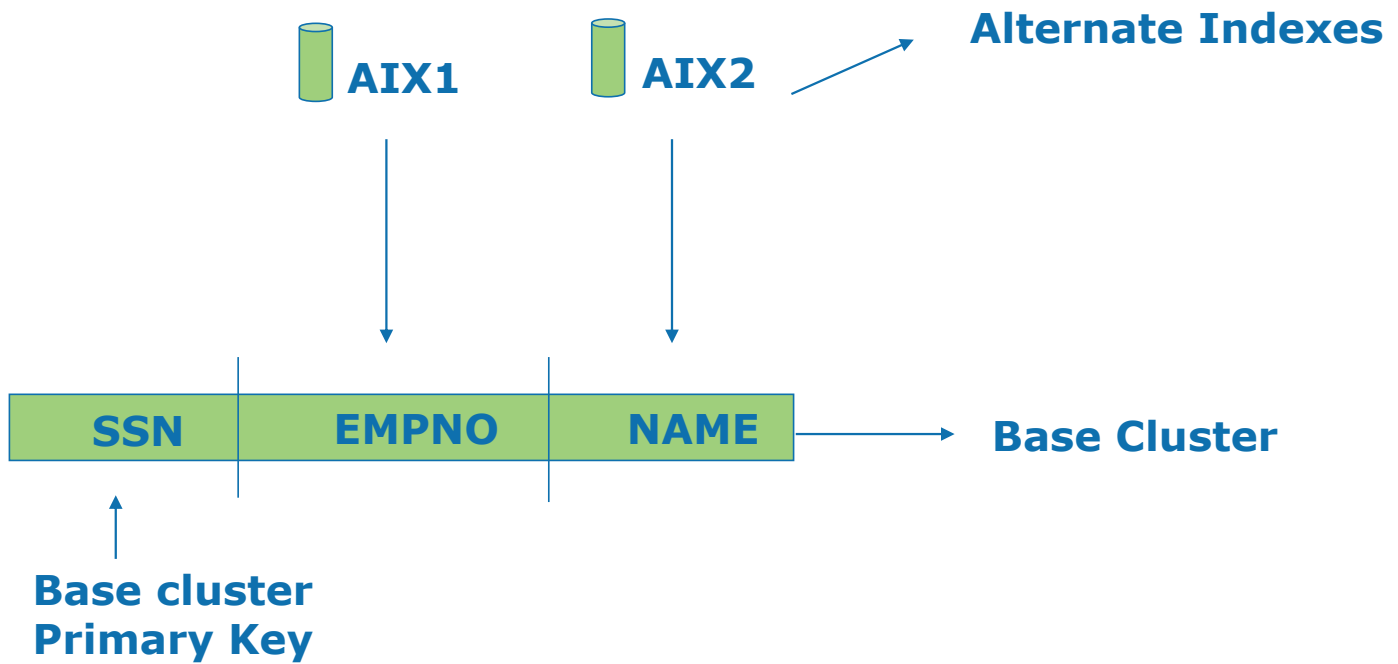 Alternate Indexes
AIX1
AIX2
SSN
EMPNO
NAME
Base Cluster
Base cluster
Primary Key